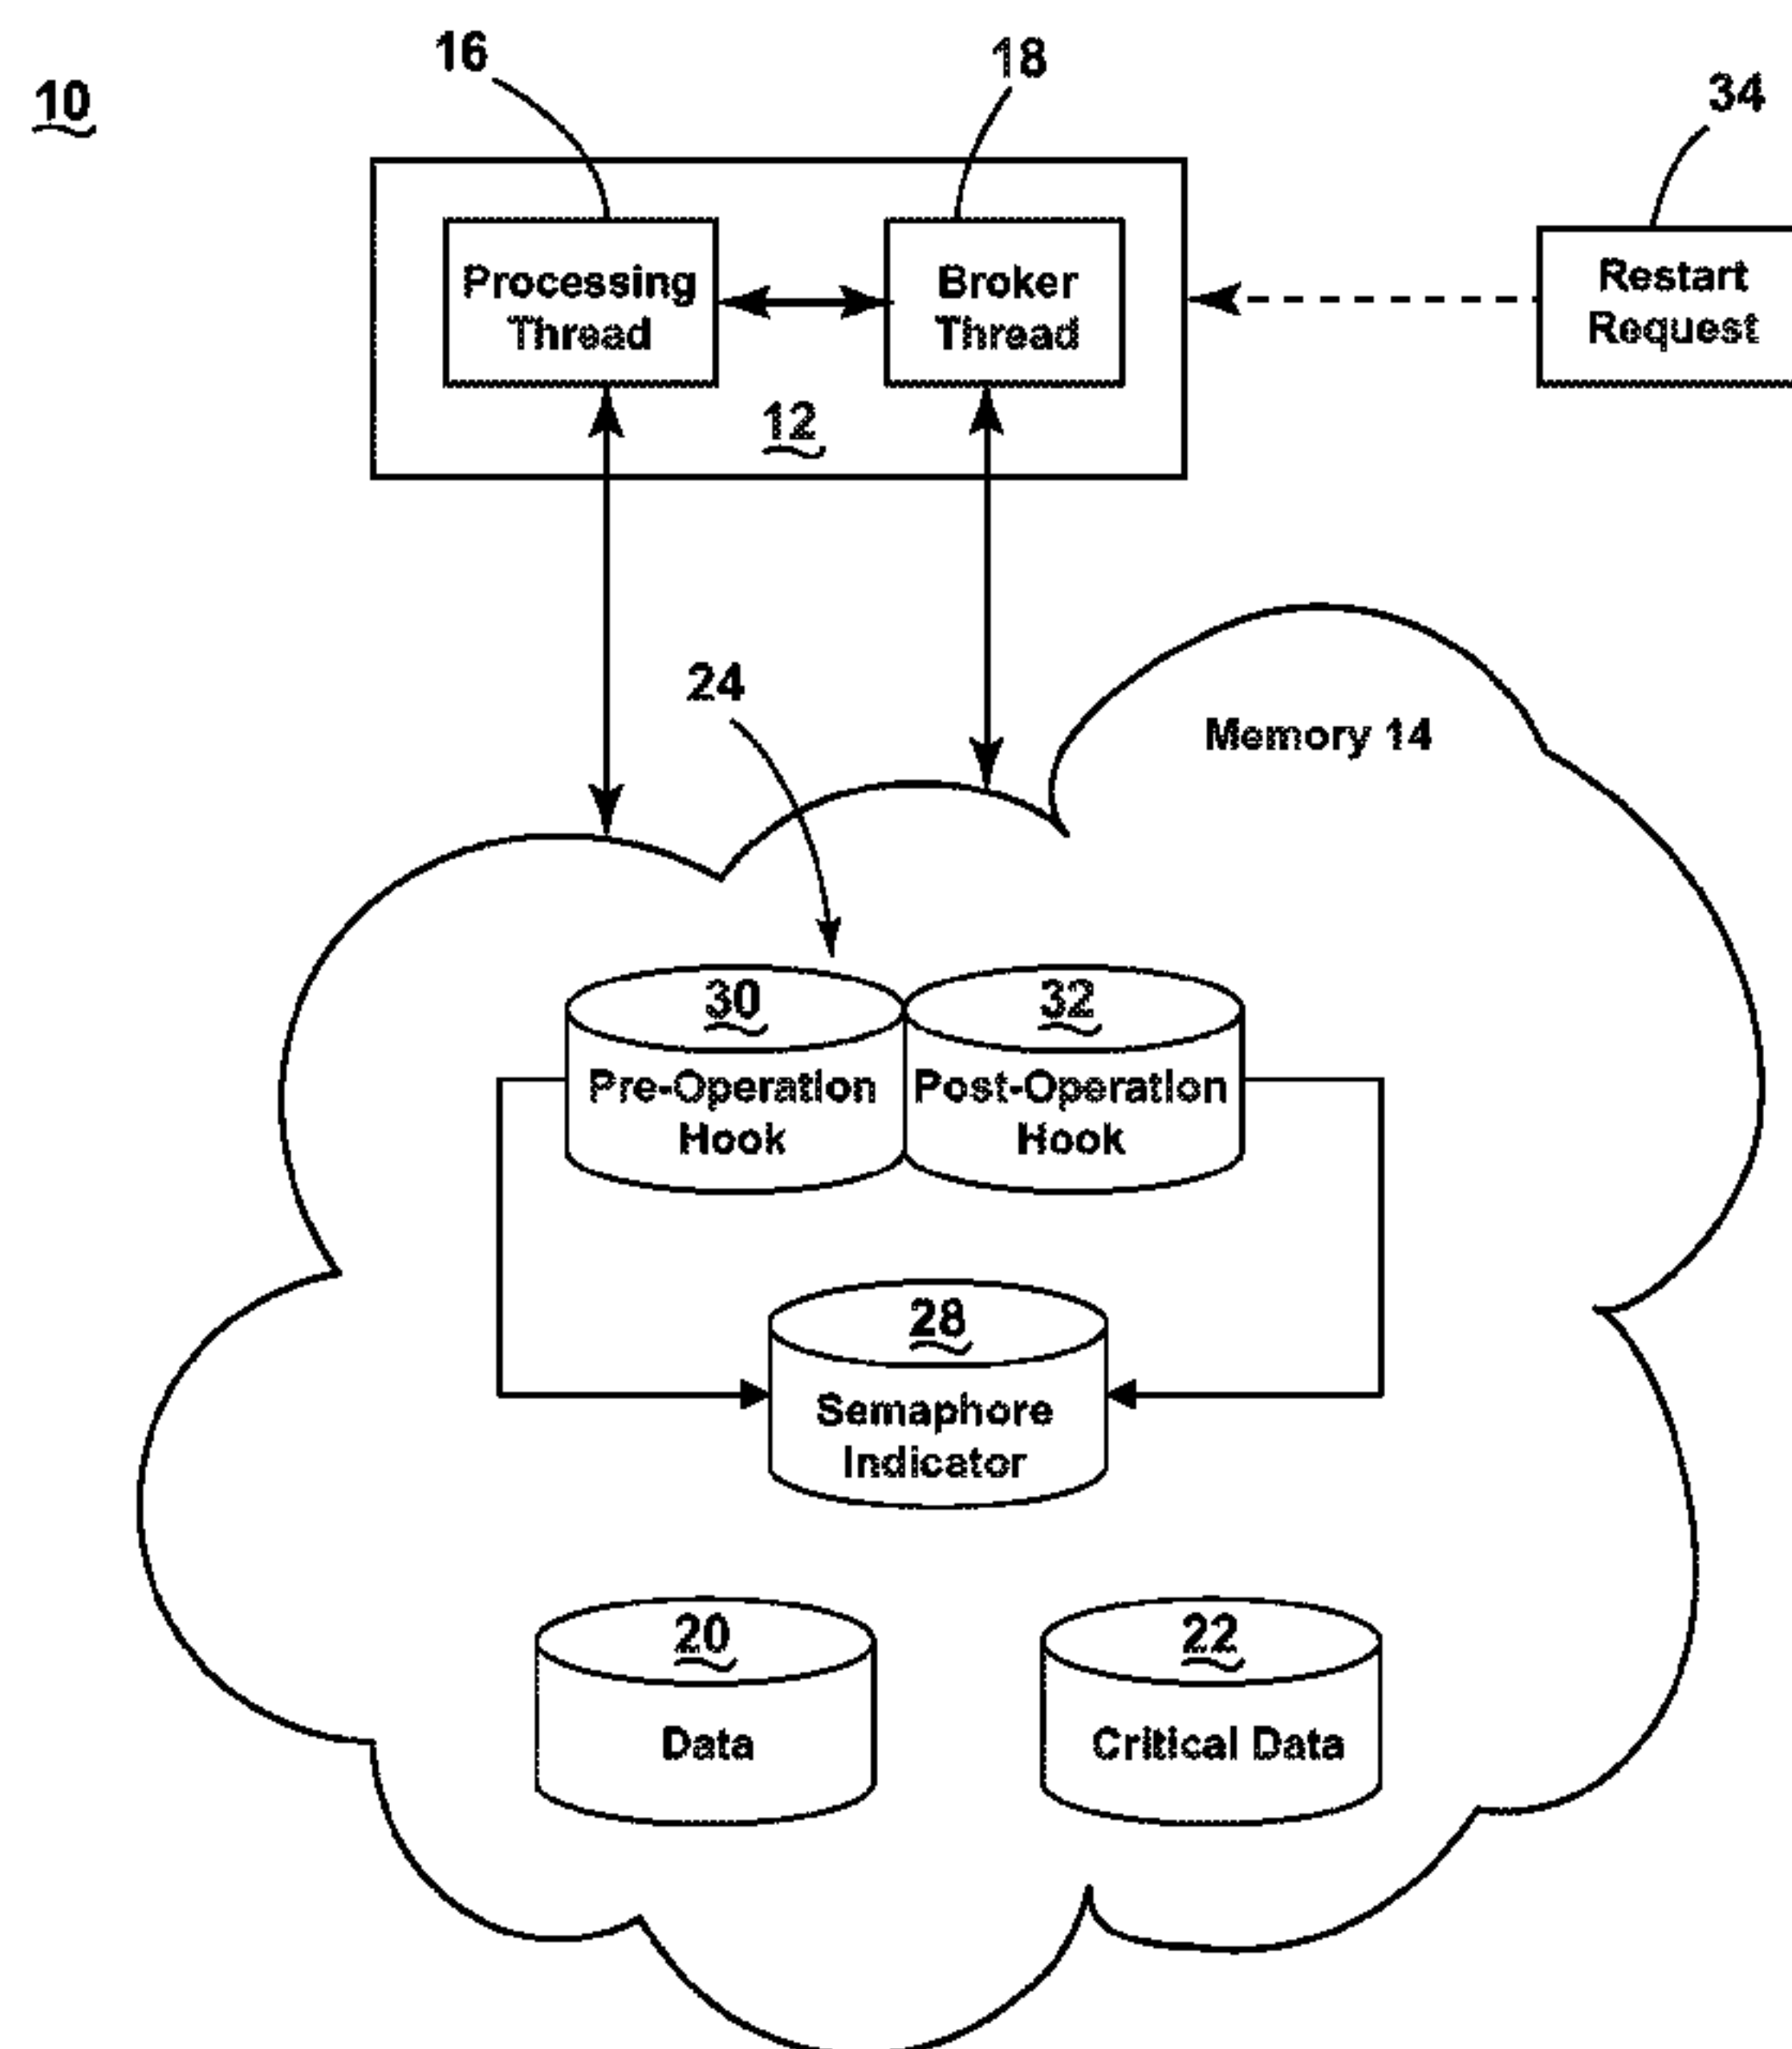 16
18
10
34
Processing
Thread
Broker
Thread
Restart
Request
12
24
Memory 14
30
32
Pre-Operation
Hook
Post-Operation
Hook
28
Semaphore
Indicator
20
22
Data
Critical Data